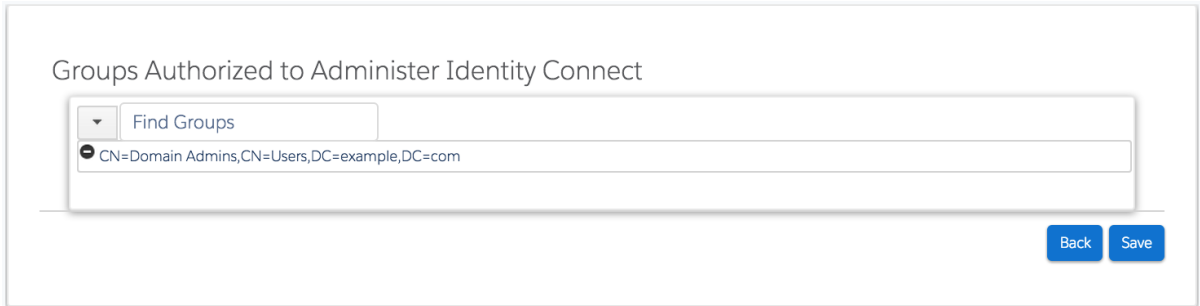 Groups Authorized to Administer Identity Connect
Find Groups
CN=Domain Admins,CN=Users,DC=example,DC=com
Back Save